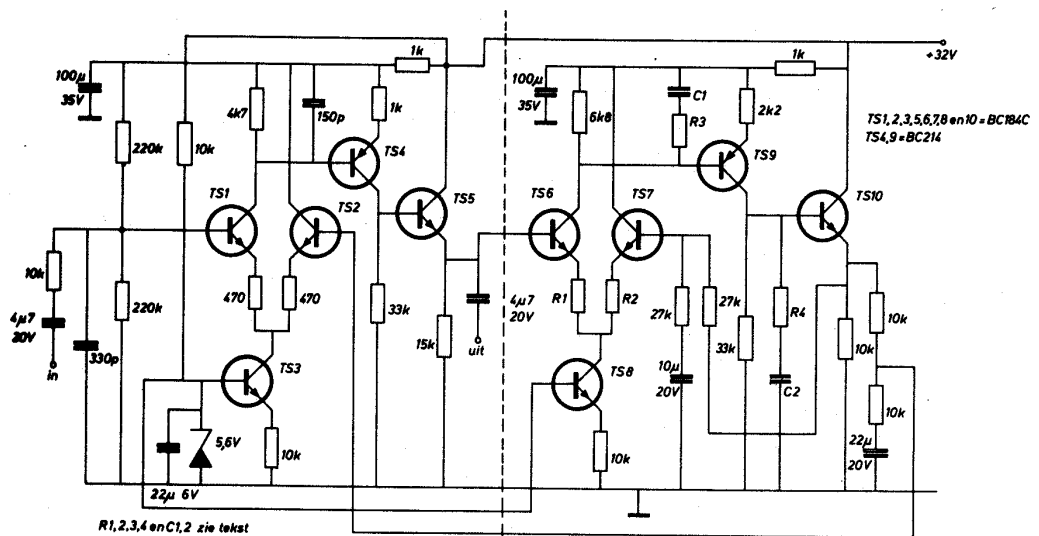 1k
+32V
1k
100µ
35V
4k7
150p
1k
100µ
35V
6k8
C1
R3
2k2
TS1,2,3,5,6,7,8 en 10 = BC184C
TS4,9 = BC214
220k
10k
TS4
TS9
TS1
TS2
TS5
TS6
TS7
TS10
10k
220k
470
470
33k
4µ7
20V
R1
R2
27k
27k
33k
R4
10k
10k
4µ7
20V
in
330p
15k
uit
TS3
TS8
10µ
20V
C2
10k
5,6V
10k
10k
22µ
20V
22µ 6V
R1,2,3,4 en C1,2 zie tekst